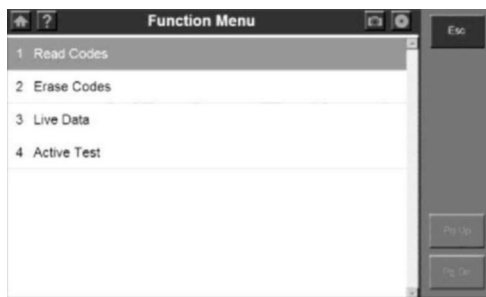 ? Function Menu
Esc
1 Read Codes
2 Erase Codes
3 Live Data
4 Active Test
Pg Up
Pg Dn